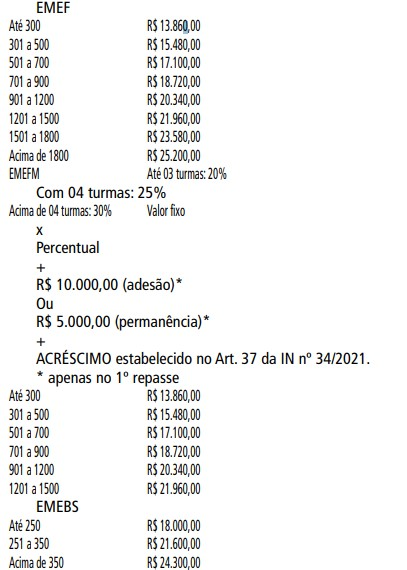 EMEF
Até 300 R$ 13.860,00
301 a 500 R$ 15.480,00
501 a 700 R$ 17.100,00
701 a 900 R$ 18.720,00
901 a 1200 R$ 20.340,00
1201 a 1500 R$ 21.960,00
1501 a 1800 R$ 23.580,00
Acima de 1800 R$ 25.200,00
EMEFM Até 03 turmas: 20%
Com 04 turmas: 25%
Acima de 04 turmas: 30% Valor fixo
x
Percentual
+
R$ 10.000,00 (adesão)*
Ou
R$ 5.000,00 (permanência)*
+
ACRÉSCIMO estabelecido no Art. 37 da IN nº 34/2021.
* apenas no 1º repasse
Até 300 R$ 13.860,00
301 a 500 R$ 15.480,00
501 a 700 R$ 17.100,00
701 a 900 R$ 18.720,00
901 a 1200 R$ 20.340,00
1201 a 1500 R$ 21.960,00
EMEBS
Até 250 R$ 18.000,00
251 a 350 R$ 21.600,00
Acima de 350 R$ 24.300,00